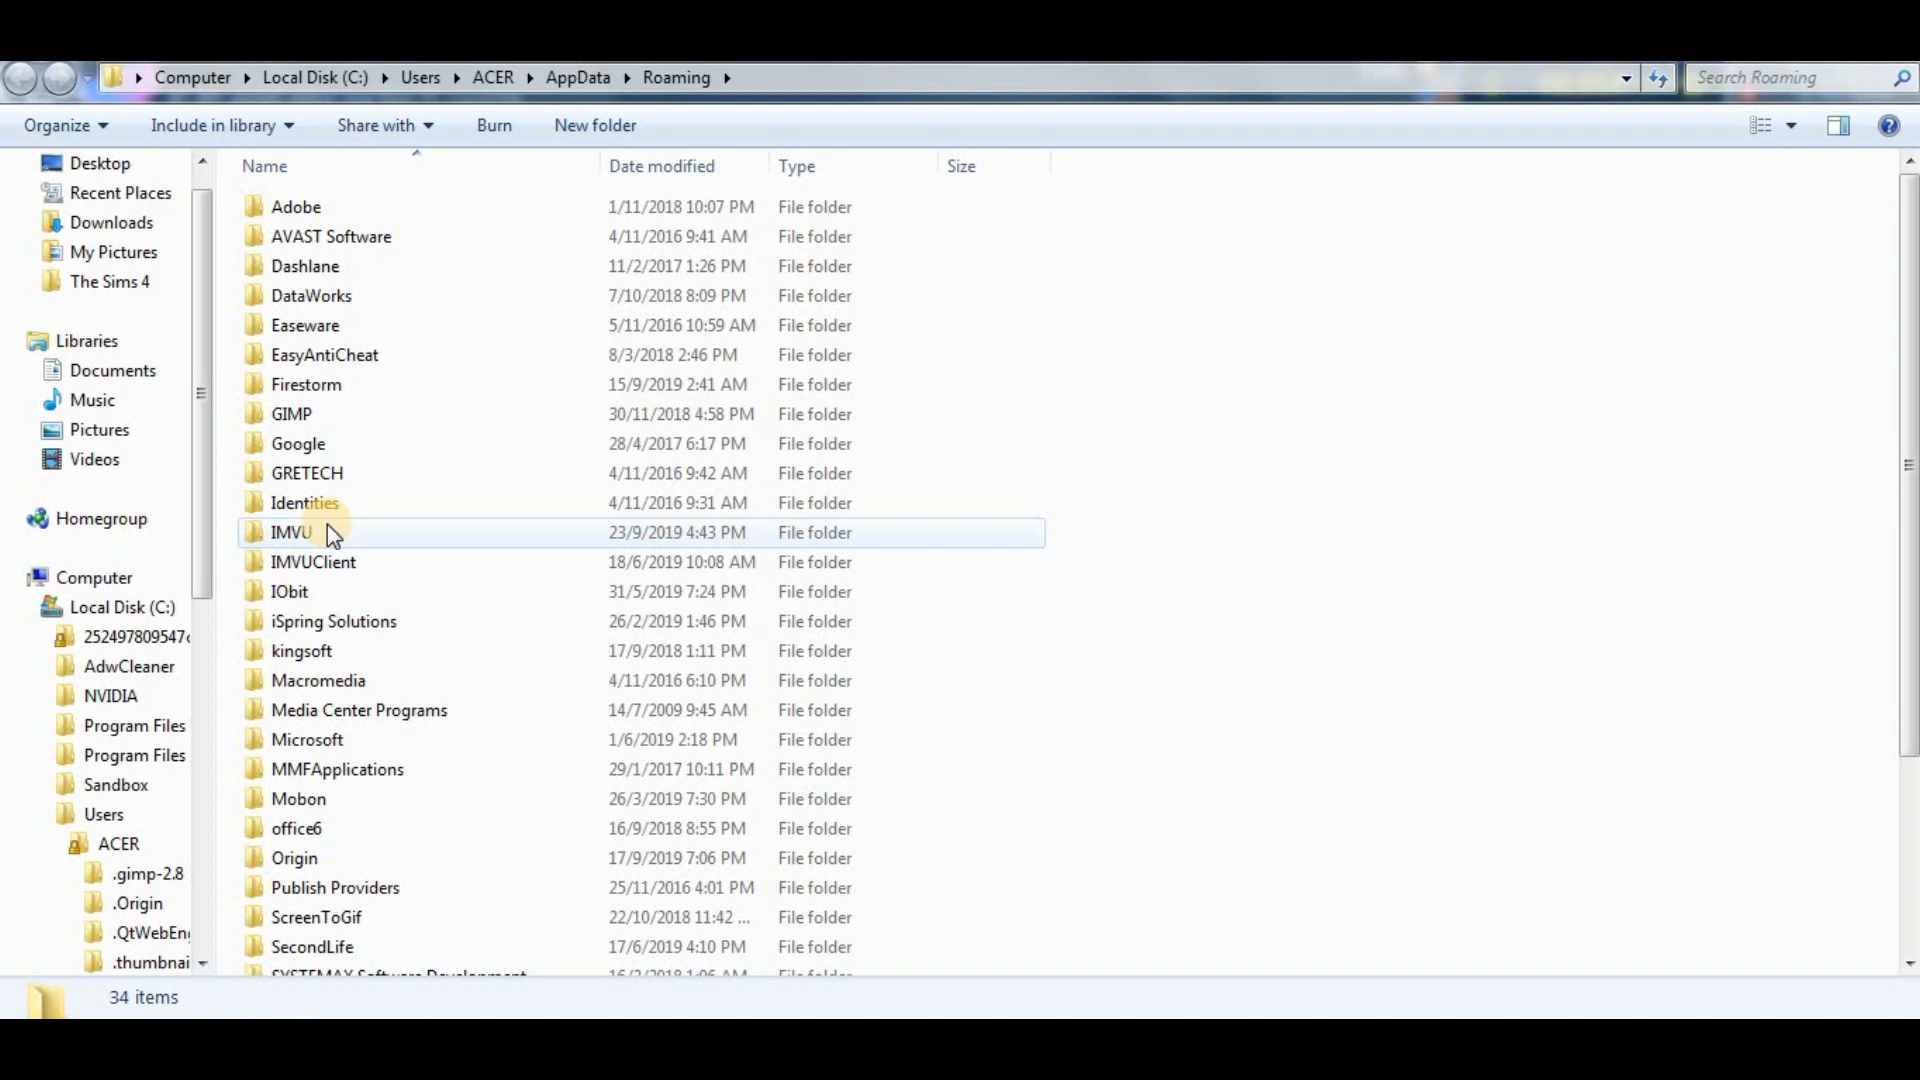 Computer Local Disk (C:) Users ACER AppData Roaming
Search Roaming
Organize Include in library Share with Burn New folder
Desktop
Recent Places
Downloads
My Pictures
The Sims 4
Libraries
Documents
Music
Pictures
Videos
Homegroup
Computer
Local Disk (C:)
252497809547
AdwCleaner
NVIDIA
Program Files
Program Files
Sandbox
Users
ACER
.gimp-2.8
.Origin
.QtWebEn
.thumbnai
Name Date modified Type Size
Adobe 1/11/2018 10:07 PM File folder
AVAST Software 4/11/2016 9:41 AM File folder
Dashlane 11/2/2017 1:26 PM File folder
DataWorks 7/10/2018 8:09 PM File folder
Easeware 5/11/2016 10:59 AM File folder
EasyAntiCheat 8/3/2018 2:46 PM File folder
Firestorm 15/9/2019 2:41 AM File folder
GIMP 30/11/2018 4:58 PM File folder
Google 28/4/2017 6:17 PM File folder
GRETECH 4/11/2016 9:42 AM File folder
Identities 4/11/2016 9:31 AM File folder
IMVU 23/9/2019 4:43 PM File folder
IMVUClient 18/6/2019 10:08 AM File folder
IObit 31/5/2019 7:24 PM File folder
iSpring Solutions 26/2/2019 1:46 PM File folder
kingsoft 17/9/2018 1:11 PM File folder
Macromedia 4/11/2016 6:10 PM File folder
Media Center Programs 14/7/2009 9:45 AM File folder
Microsoft 1/6/2019 2:18 PM File folder
MMFApplications 29/1/2017 10:11 PM File folder
Mobon 26/3/2019 7:30 PM File folder
office6 16/9/2018 8:55 PM File folder
Origin 17/9/2019 7:06 PM File folder
Publish Providers 25/11/2016 4:01 PM File folder
ScreenToGif 22/10/2018 11:42 ... File folder
SecondLife 17/6/2019 4:10 PM File folder
SYSTEMAX Software Development 16/2/2018 1:06 AM File folder
34 items